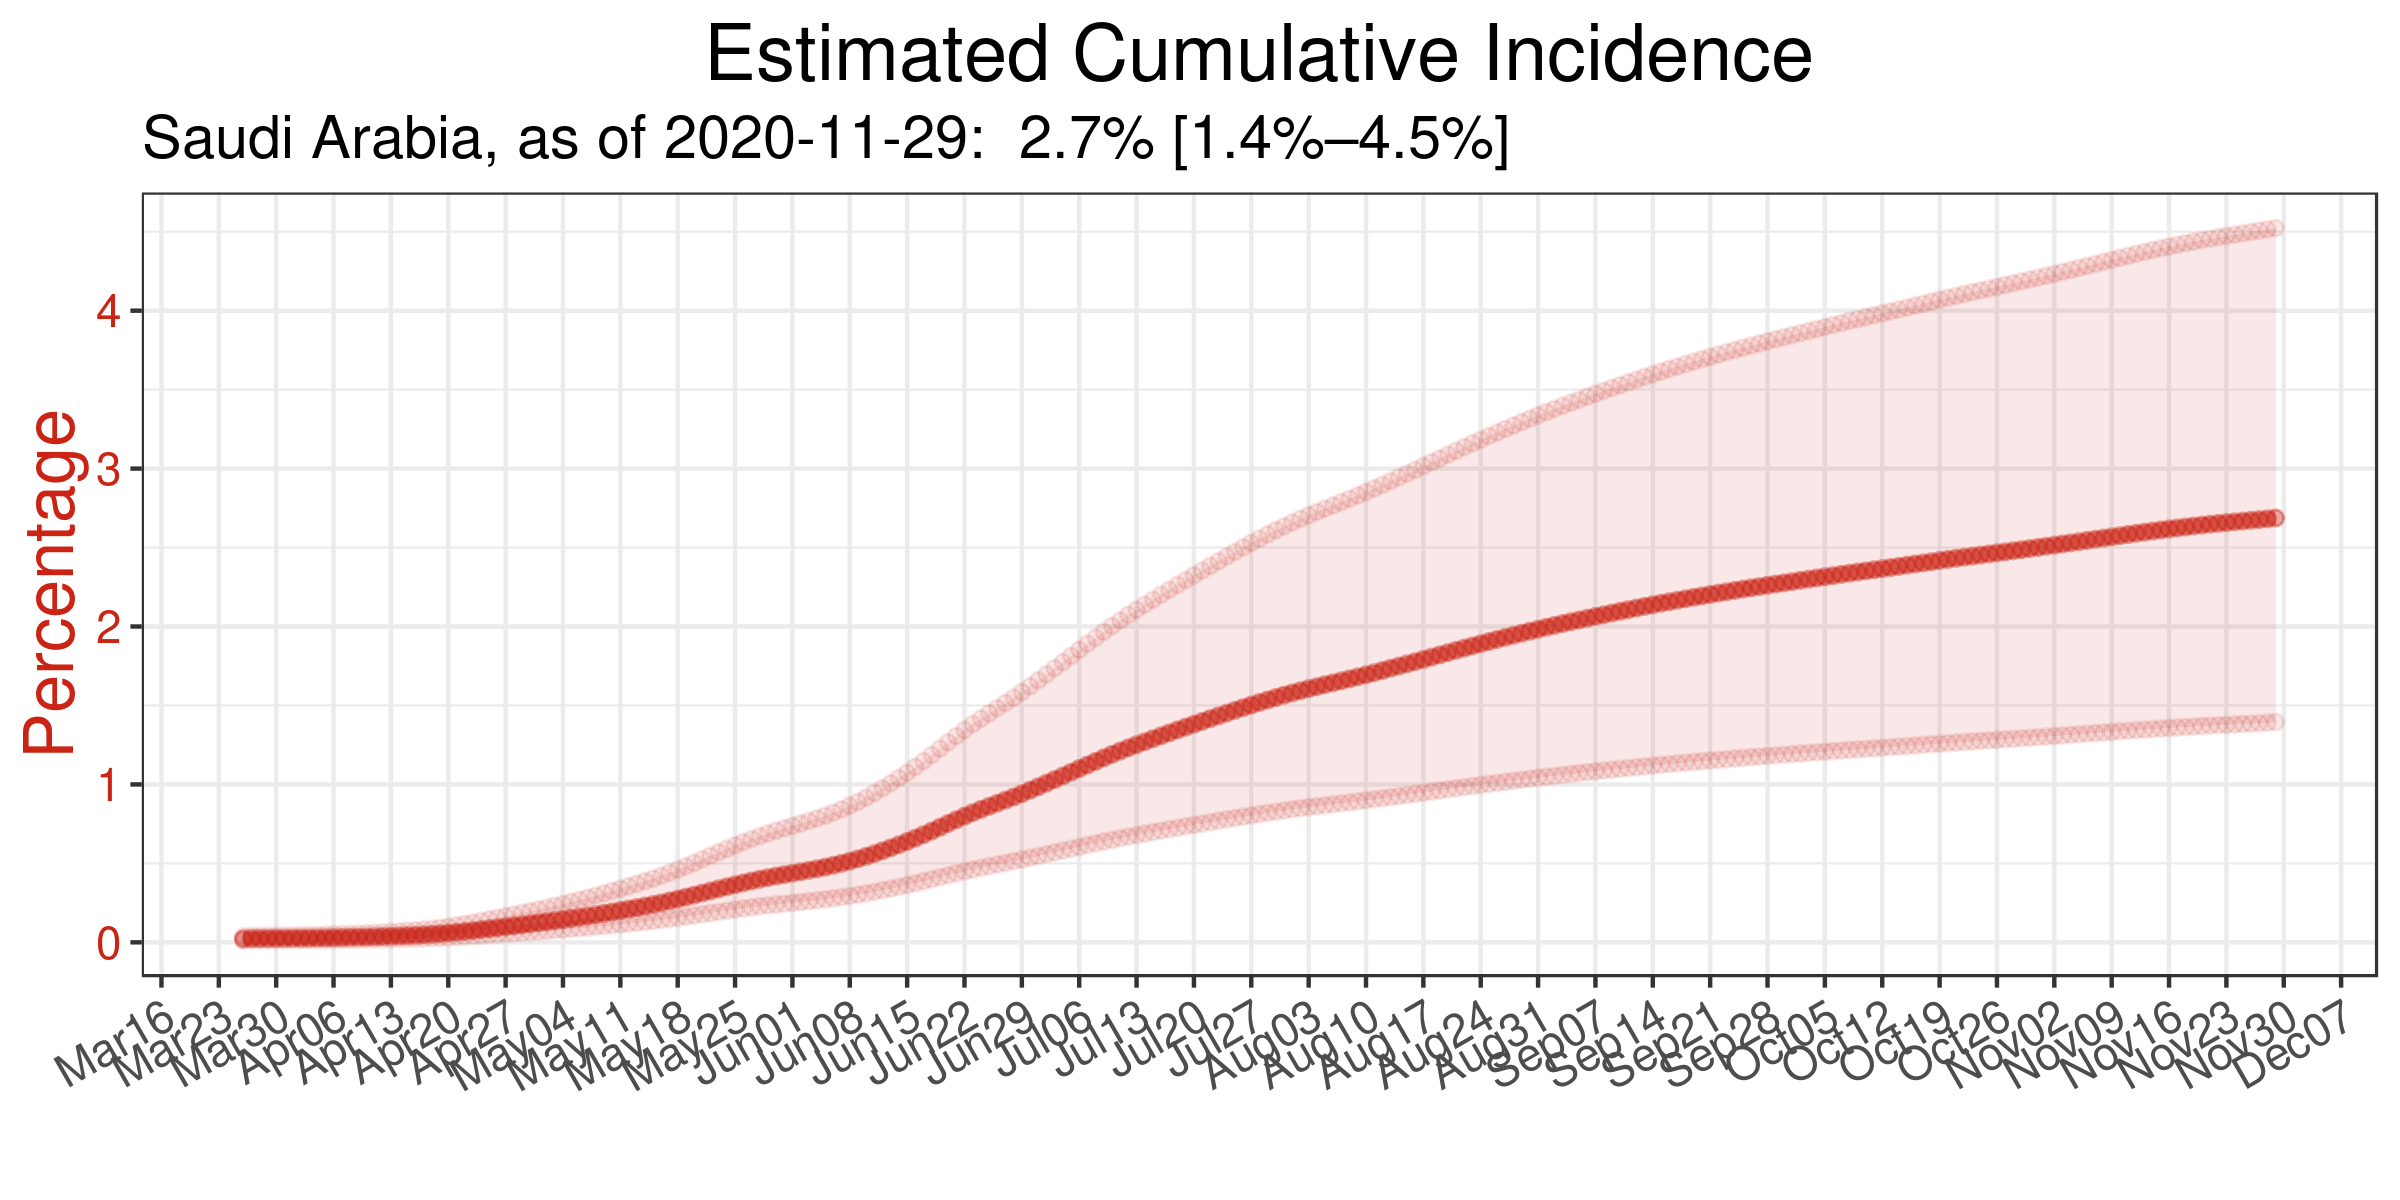 Estimated Cumulative Incidence
Saudi Arabia, as of 2020-11-29:  2.7% [1.4%–4.5%]
Percentage
4
3
2
1
0
Mar16
Mar23
Mar30
Apr06
Apr13
Apr20
Apr27
May04
May11
May18
May25
Jun01
Jun08
Jun15
Jun22
Jun29
Jul06
Jul13
Jul20
Jul27
Aug03
Aug10
Aug17
Aug24
Aug31
Sep07
Sep14
Sep21
Sep28
Oct05
Oct12
Oct19
Oct26
Nov02
Nov09
Nov16
Nov23
Nov30
Dec07